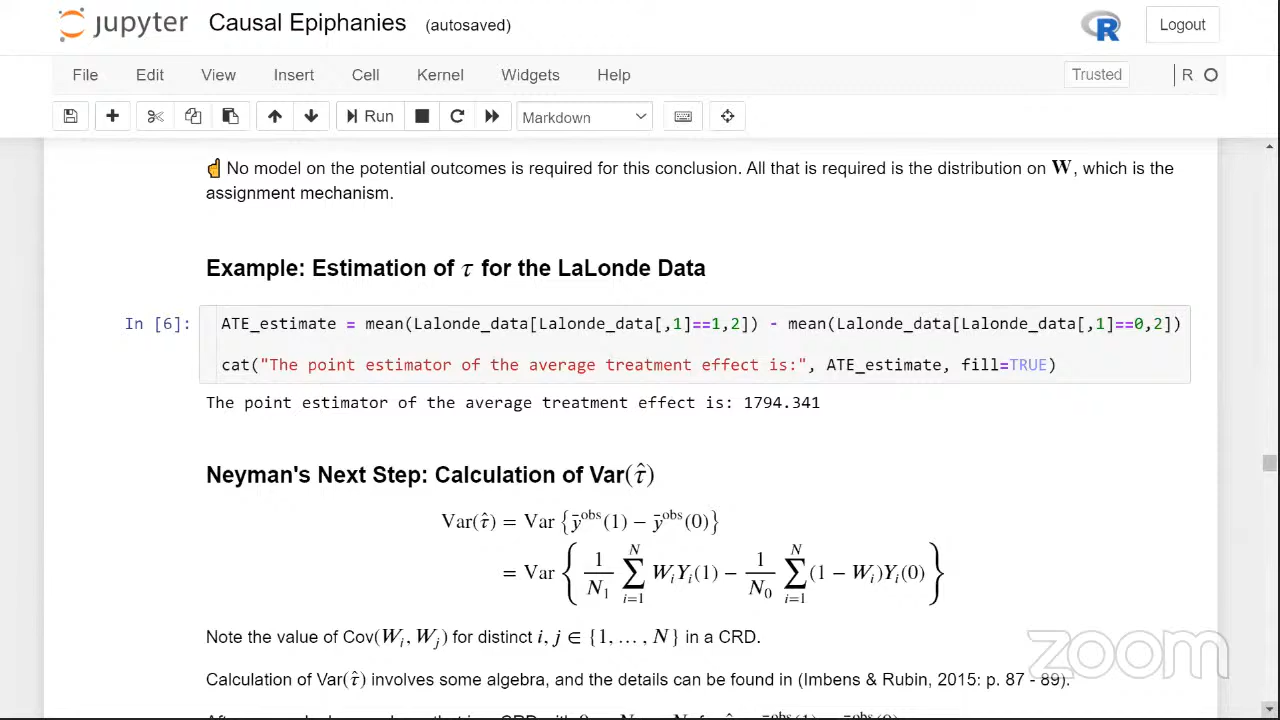 jupyter Causal Epiphanies (autosaved) R Logout
File Edit View Insert Cell Kernel Widgets Help Trusted R
Run Markdown
☝ No model on the potential outcomes is required for this conclusion. All that is required is the distribution on W, which is the
assignment mechanism.
Example: Estimation of τ for the LaLonde Data
In [6]: ATE_estimate = mean(Lalonde_data[Lalonde_data[,1]==1,2]) - mean(Lalonde_data[Lalonde_data[,1]==0,2])
cat("The point estimator of the average treatment effect is:", ATE_estimate, fill=TRUE)
The point estimator of the average treatment effect is: 1794.341
Neyman's Next Step: Calculation of Var(τ̂)
Var(τ̂) = Var {ȳ^obs(1) − ȳ^obs(0)}
= Var { 1/N₁ ∑_{i=1}^{N} W_i Y_i(1) − 1/N₀ ∑_{i=1}^{N} (1 − W_i)Y_i(0) }
Note the value of Cov(W_i, W_j) for distinct i, j ∈ {1, … , N} in a CRD.
zoom
Calculation of Var(τ̂) involves some algebra, and the details can be found in (Imbens & Rubin, 2015: p. 87 - 89).